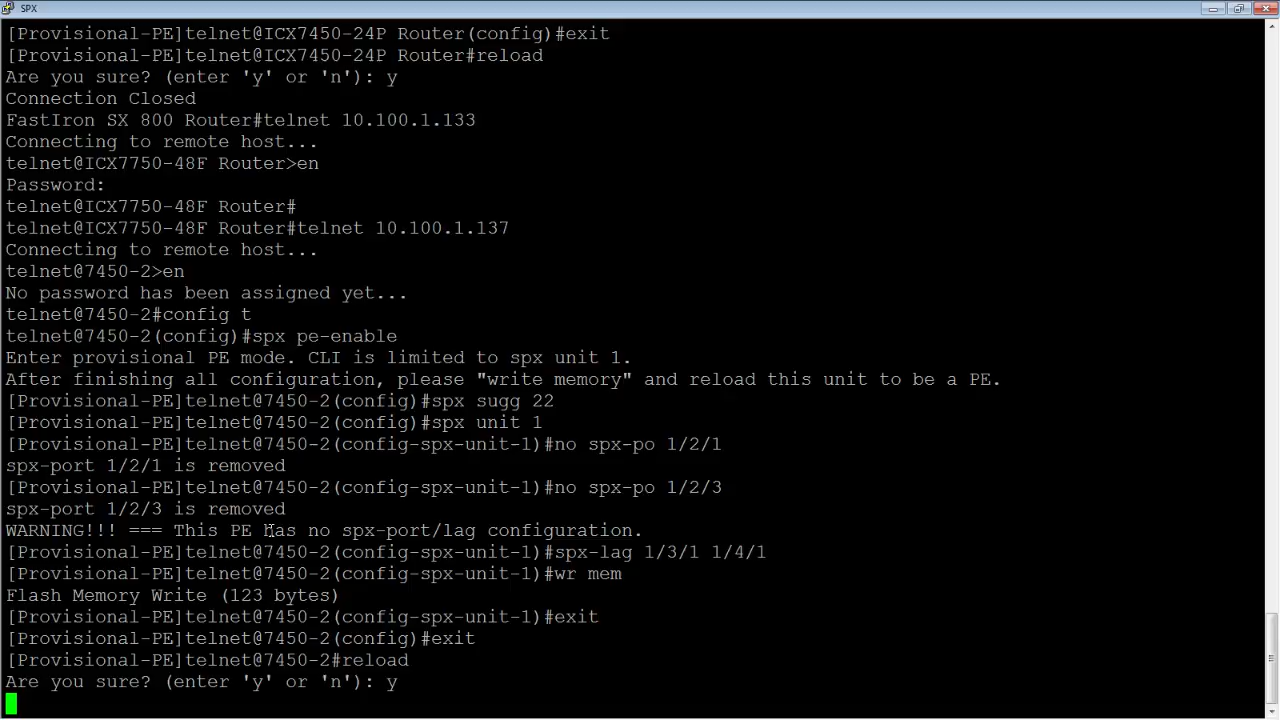 SPX
[Provisional-PE]telnet@ICX7450-24P Router(config)#exit
[Provisional-PE]telnet@ICX7450-24P Router#reload
Are you sure? (enter 'y' or 'n'): y
Connection Closed
FastIron SX 800 Router#telnet 10.100.1.133
Connecting to remote host...
telnet@ICX7750-48F Router>en
Password:
telnet@ICX7750-48F Router#
telnet@ICX7750-48F Router#telnet 10.100.1.137
Connecting to remote host...
telnet@7450-2>en
No password has been assigned yet...
telnet@7450-2#config t
telnet@7450-2(config)#spx pe-enable
Enter provisional PE mode. CLI is limited to spx unit 1.
After finishing all configuration, please "write memory" and reload this unit to be a PE.
[Provisional-PE]telnet@7450-2(config)#spx sugg 22
[Provisional-PE]telnet@7450-2(config)#spx unit 1
[Provisional-PE]telnet@7450-2(config-spx-unit-1)#no spx-po 1/2/1
spx-port 1/2/1 is removed
[Provisional-PE]telnet@7450-2(config-spx-unit-1)#no spx-po 1/2/3
spx-port 1/2/3 is removed
WARNING!!! === This PE has no spx-port/lag configuration.
[Provisional-PE]telnet@7450-2(config-spx-unit-1)#spx-lag 1/3/1 1/4/1
[Provisional-PE]telnet@7450-2(config-spx-unit-1)#wr mem
Flash Memory Write (123 bytes)
[Provisional-PE]telnet@7450-2(config-spx-unit-1)#exit
[Provisional-PE]telnet@7450-2(config)#exit
[Provisional-PE]telnet@7450-2#reload
Are you sure? (enter 'y' or 'n'): y